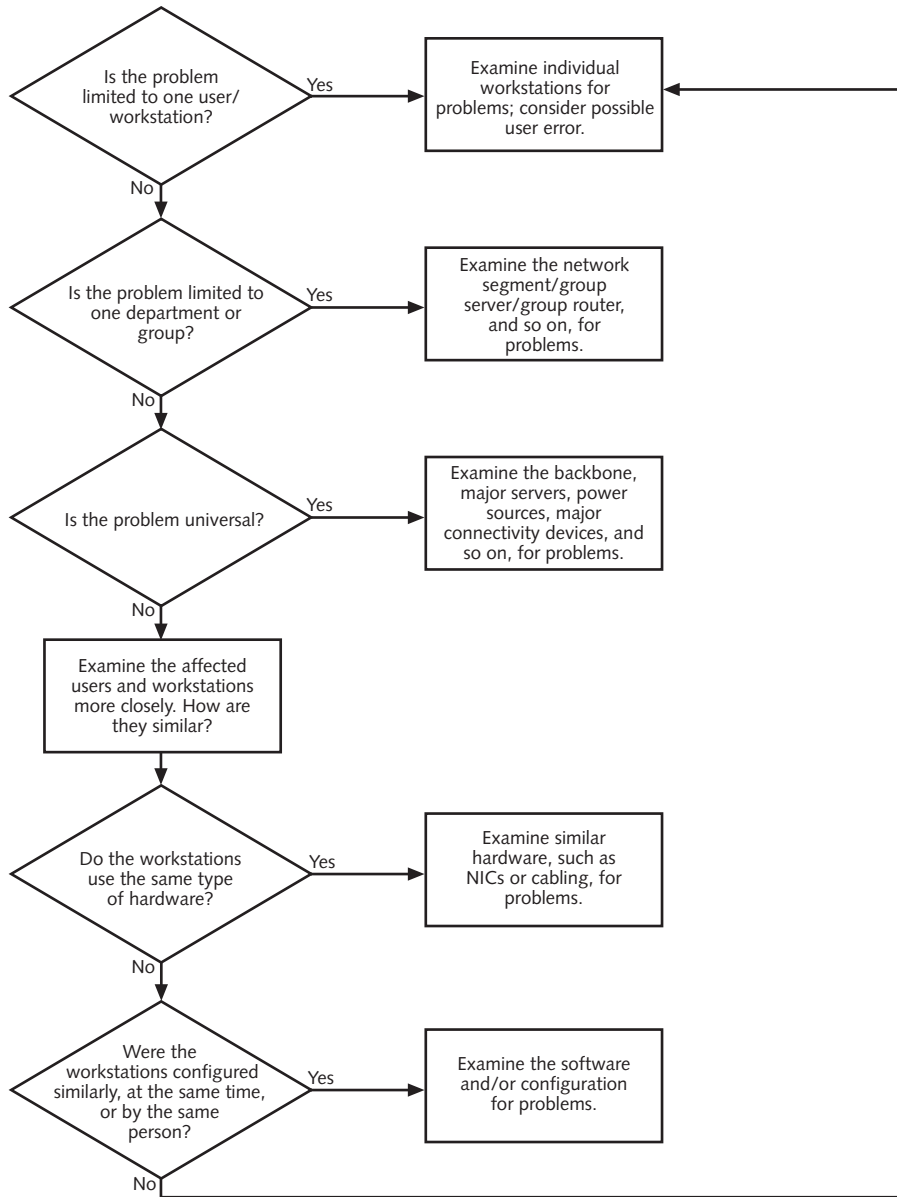 Is the problem
limited to one user/
workstation?
Yes
Examine individual
workstations for
problems; consider possible
user error.
No
Is the problem limited to
one department or
group?
Yes
Examine the network
segment/group
server/group router,
and so on, for
problems.
No
Is the problem universal?
Yes
Examine the backbone,
major servers, power
sources, major
connectivity devices, and
so on, for problems.
No
Examine the affected
users and workstations
more closely. How are
they similar?
Do the workstations
use the same type
of hardware?
Yes
Examine similar
hardware, such as
NICs or cabling, for
problems.
No
Were the
workstations configured
similarly, at the same time,
or by the same
person?
Yes
Examine the software
and/or configuration
for problems.
No